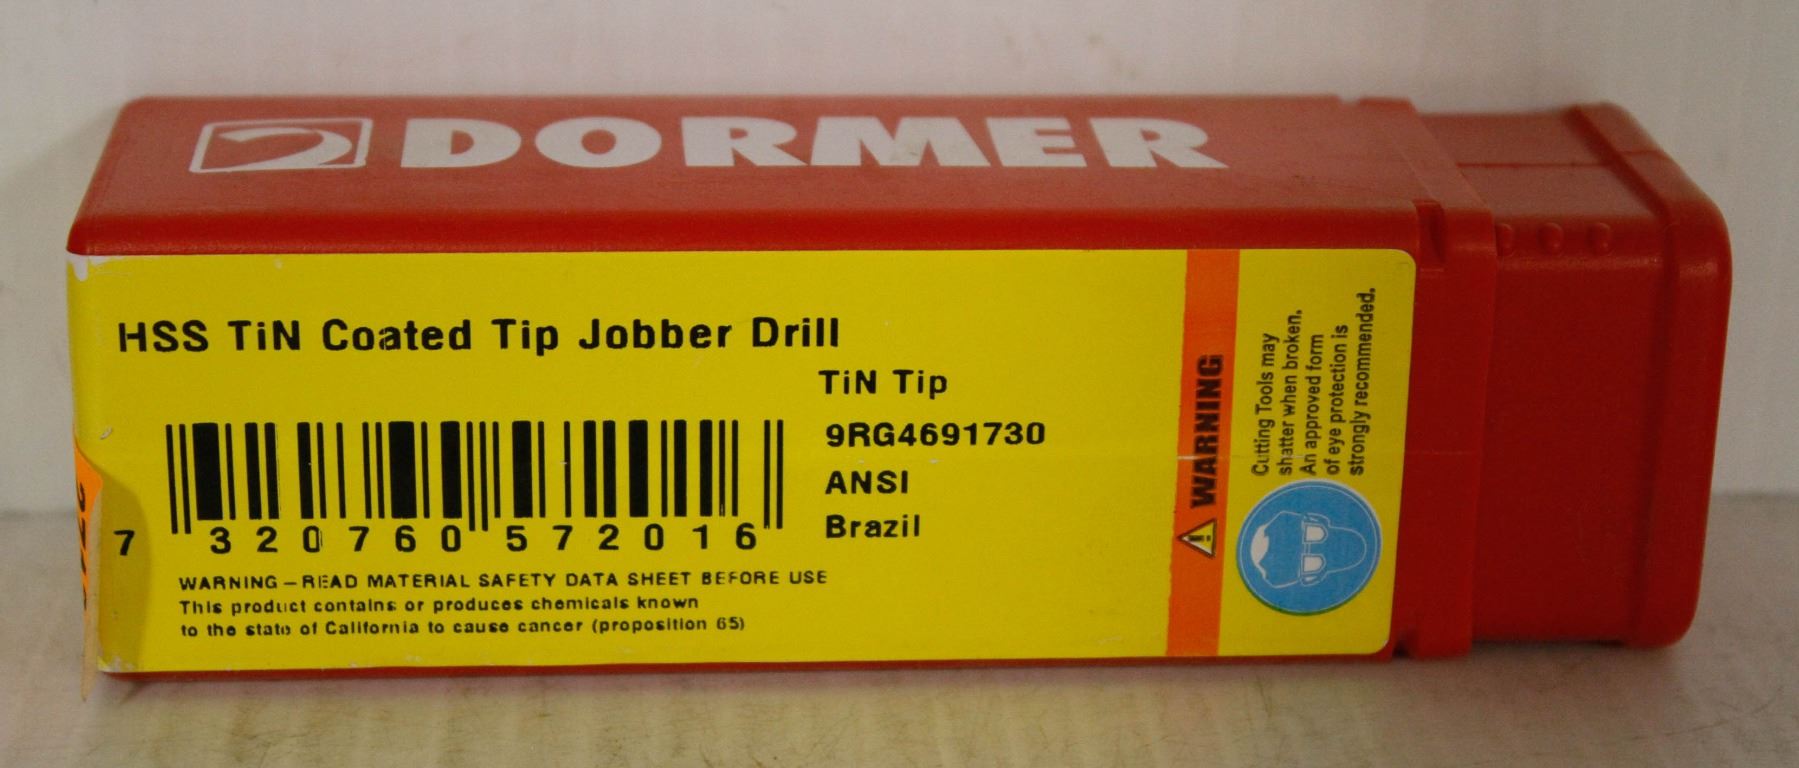 DORMER
HSS TiN Coated Tip Jobber Drill
TiN Tip
9RG4691730
ANSI
Brazil
7 320760 572016
WARNING – READ MATERIAL SAFETY DATA SHEET BEFORE USE
This product contains or produces chemicals known
to the state of California to cause cancer (proposition 65)
WARNING
Cutting Tools may
shatter when broken.
An approved form
of eye protection is
strongly recommended.